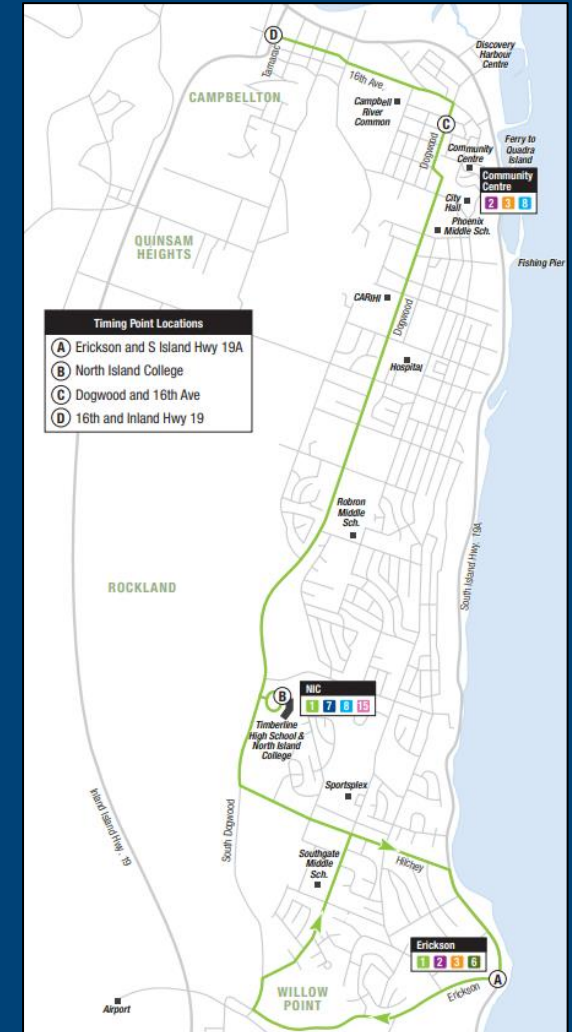 D
Tamarac
16th Ave.
Discovery
Harbour
Centre
CAMPBELLTON
Campbell
River
Common
C
Dogwood
Community
Centre
Ferry to
Quadra
Island
Community
Centre
2 3 8
City
Hall
Phoenix
Middle Sch.
QUINSAM
HEIGHTS
Fishing Pier
CARIHI
Dogwood
Timing Point Locations
A Erickson and S Island Hwy 19A
B North Island College
C Dogwood and 16th Ave
D 16th and Inland Hwy 19
Hospital
Robron
Middle
Sch.
South Island Hwy. 19A
ROCKLAND
B
NIC
1 7 8 15
Timberline
High School &
North Island
College
Inland Island Hwy. 19
South Dogwood
Sportsplex
Southgate
Middle
Sch.
Hilchey
Erickson
1 2 3 6
A
WILLOW
POINT
Erickson
Airport